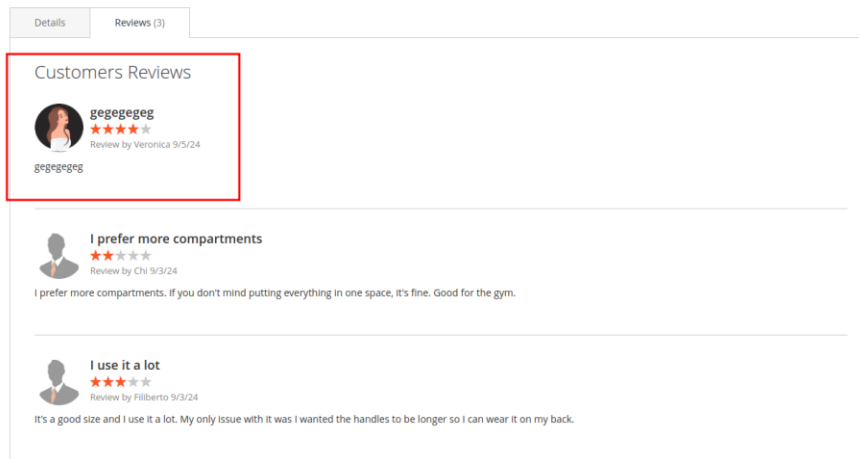 Details
Reviews (3)
Customers Reviews
gegegegeg
Review by Veronica 9/5/24
gegegegeg
I prefer more compartments
Review by Chi 9/3/24
I prefer more compartments. If you don't mind putting everything in one space, it's fine. Good for the gym.
I use it a lot
Review by Filiberto 9/3/24
It's a good size and I use it a lot. My only issue with it was I wanted the handles to be longer so I can wear it on my back.